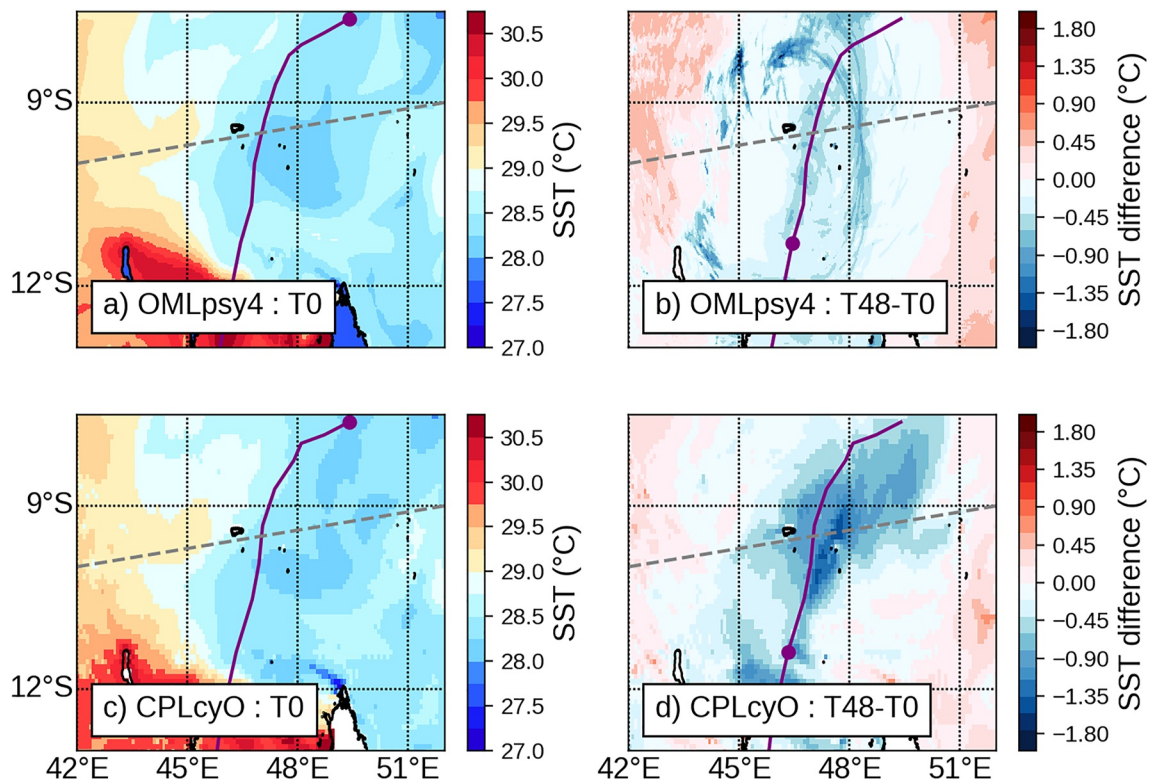 30.5
30.0
29.5
29.0
28.5
28.0
27.5
27.0
SST (°C)
9°S
12°S
a) OMLpsy4 : T0
1.80
1.35
0.90
0.45
0.00
−0.45
−0.90
−1.35
−1.80
SST difference (°C)
b) OMLpsy4 : T48-T0
30.5
30.0
29.5
29.0
28.5
28.0
27.5
27.0
SST (°C)
9°S
12°S
c) CPLcyO : T0
42°E 45°E 48°E 51°E
1.80
1.35
0.90
0.45
0.00
−0.45
−0.90
−1.35
−1.80
SST difference (°C)
d) CPLcyO : T48-T0
42°E 45°E 48°E 51°E